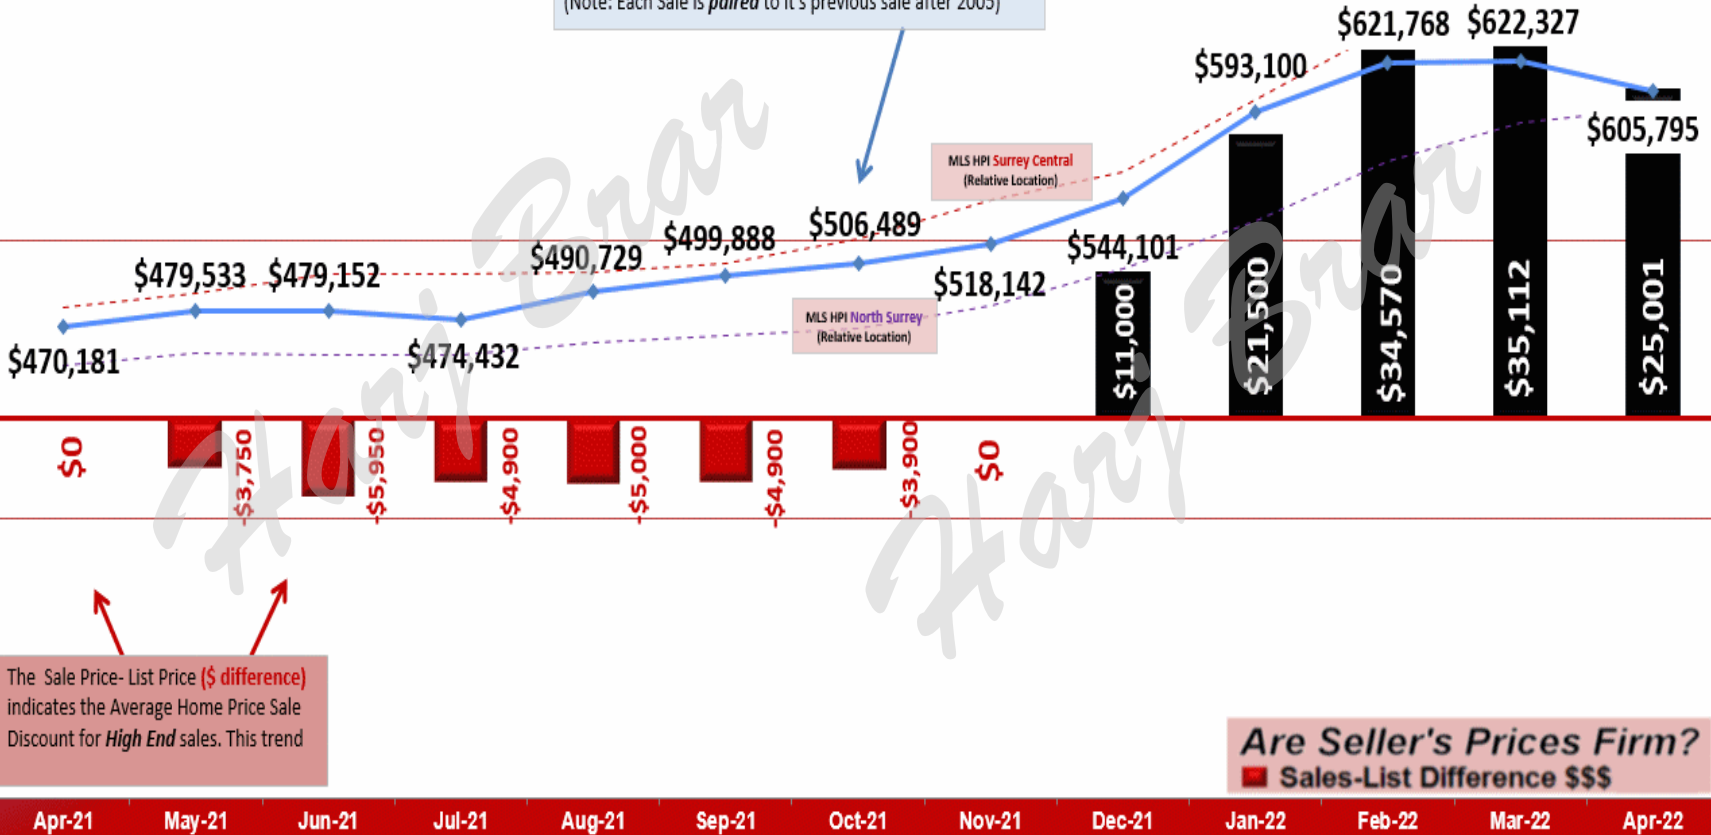 (Note: Each Sale is paired to it's previous sale after 2005)
$621,768
$622,327
$593,100
$605,795
MLS HPI Surrey Central
(Relative Location)
$506,489
$499,888
$490,729
$544,101
$479,533
$479,152
$518,142
MLS HPI North Surrey
(Relative Location)
$470,181
$474,432
$11,000
$21,500
$34,570
$35,112
$25,001
$0
-$3,750
-$5,950
-$4,900
-$5,000
-$4,900
-$3,900
$0
Harj Brar
Harj Brar
The Sale Price- List Price ($ difference)
indicates the Average Home Price Sale
Discount for High End sales. This trend
Are Seller's Prices Firm?
Sales-List Difference $$$
Apr-21 May-21 Jun-21 Jul-21 Aug-21 Sep-21 Oct-21 Nov-21 Dec-21 Jan-22 Feb-22 Mar-22 Apr-22